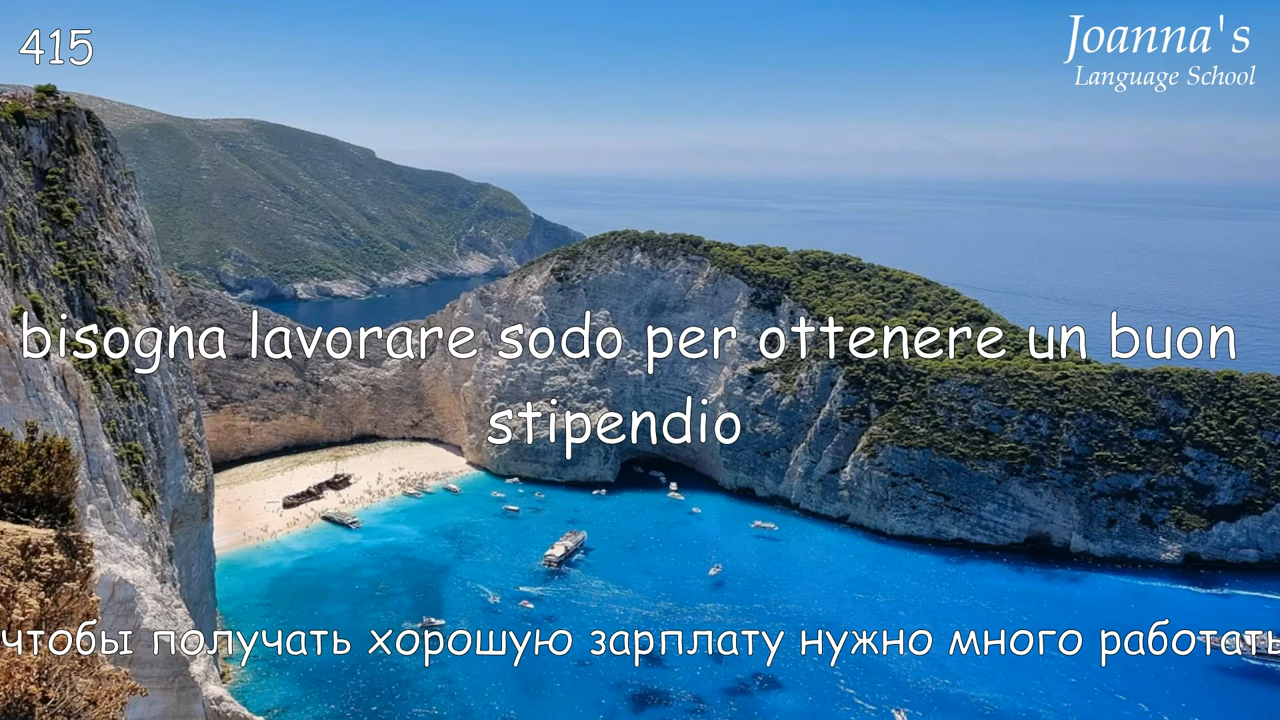 415
Joanna's
Language School
bisogna lavorare sodo per ottenere un buon
stipendio
чтобы получать хорошую зарплату нужно много работать